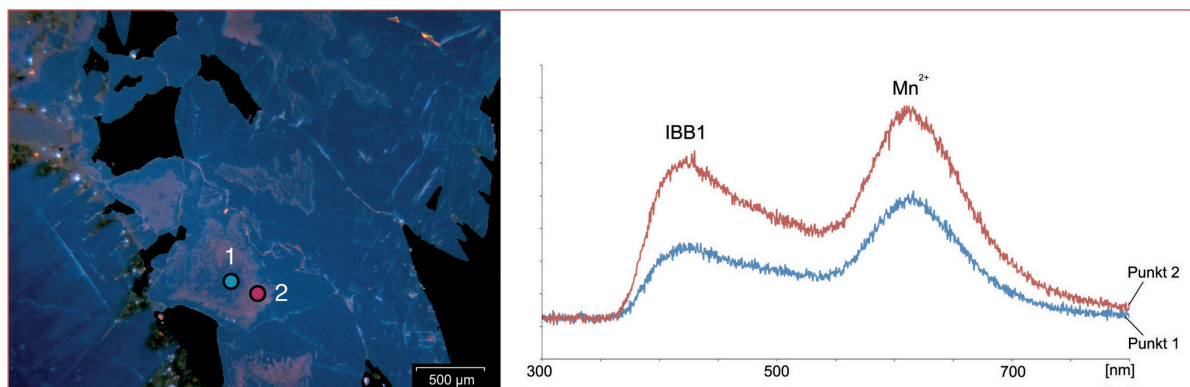 1
2
500 µm
IBB1
Mn²⁺
Punkt 2
Punkt 1
300
500
700
[nm]